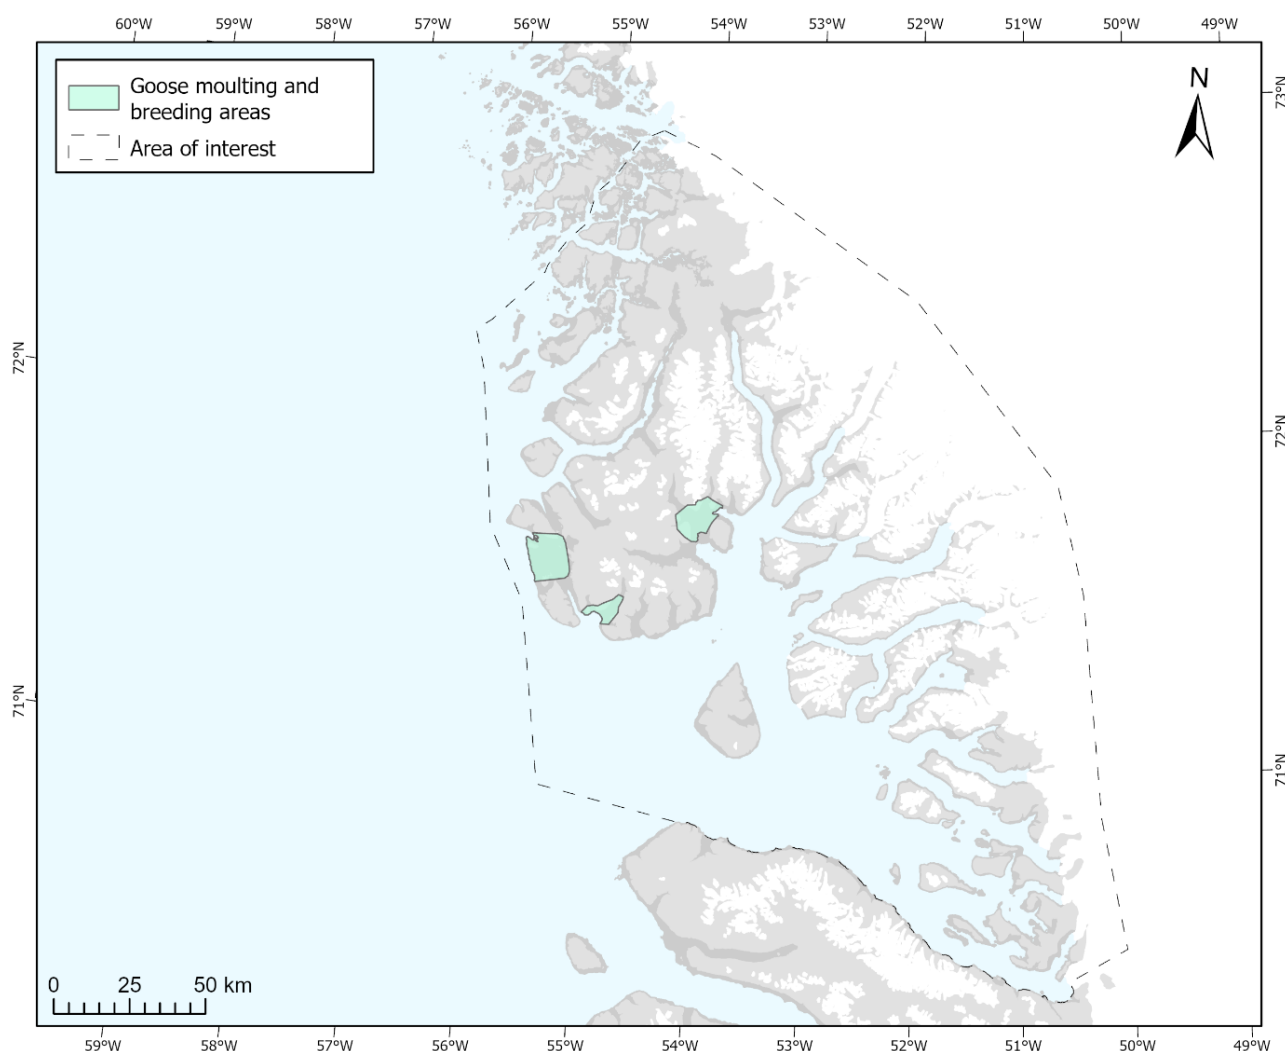 60°W 59°W 58°W 57°W 56°W 55°W 54°W 53°W 52°W 51°W 50°W 49°W
Goose moulting and
breeding areas
Area of interest
N
73°N
72°N
72°N
71°N
71°N
0 25 50 km
59°W 58°W 57°W 56°W 55°W 54°W 53°W 52°W 51°W 50°W 49°W